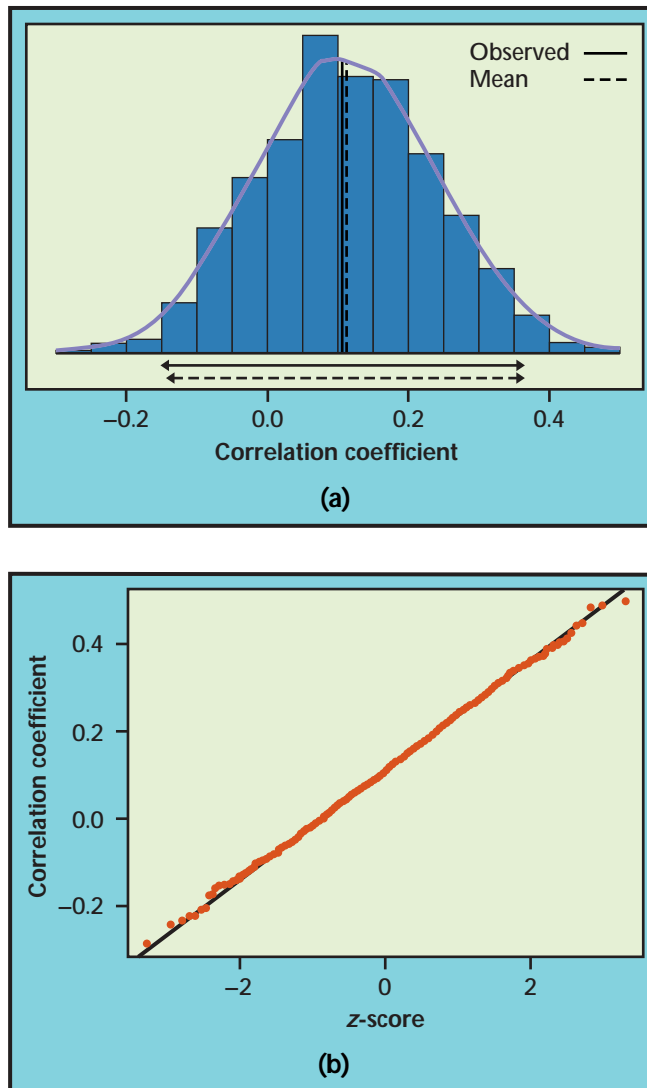 Observed
Mean
−0.2 0.0 0.2 0.4
Correlation coefficient
(a)
Correlation coefficient
0.4
0.2
0.0
−0.2
−2 0 2
z-score
(b)